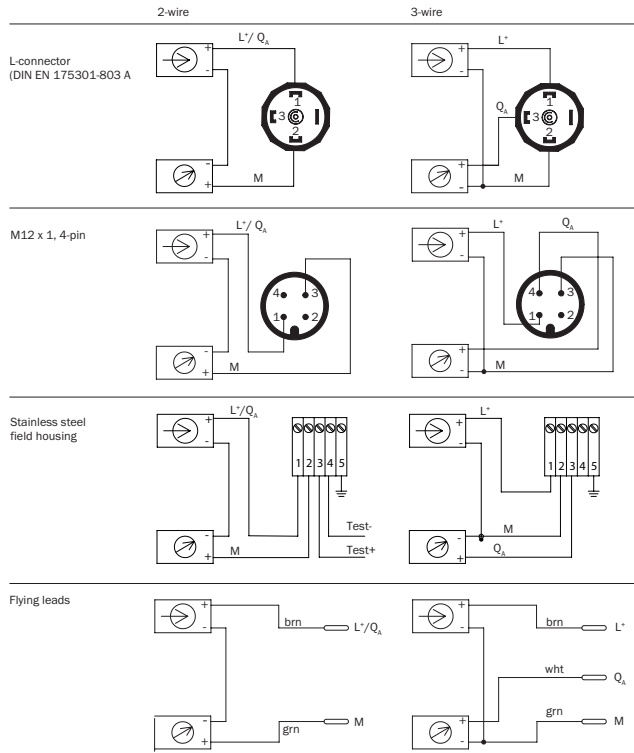 2-wire 3-wire
L-connector
(DIN EN 175301-803 A
+ L⁺/ Q_A
-
1
3
2
-
+ M
+ L⁺
-
1
Q_A 3
2
+
- M
M12 x 1, 4-pin
+ L⁺/ Q_A
-
4 3
1 2
-
+ M
+ L⁺ Q_A
-
4 3
1 2
+
- M
Stainless steel
field housing
+ L⁺/Q_A
-
1 2 3 4 5
Test-
-
+ M Test+
L⁺
+
-
1 2 3 4 5
- M
+ Q_A
Flying leads
+
- brn L⁺/Q_A
-
+ grn M
+
- brn L⁺
wht Q_A
+
- grn M